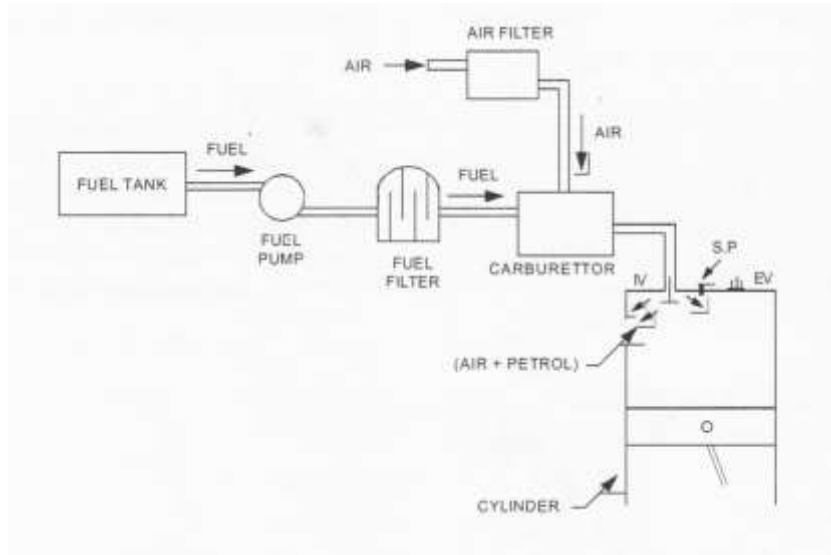 AIR FILTER
AIR
AIR
FUEL
FUEL
FUEL TANK
FUEL
PUMP
FUEL
FILTER
CARBURETTOR
S.P
IV
EV
(AIR + PETROL)
O
CYLINDER